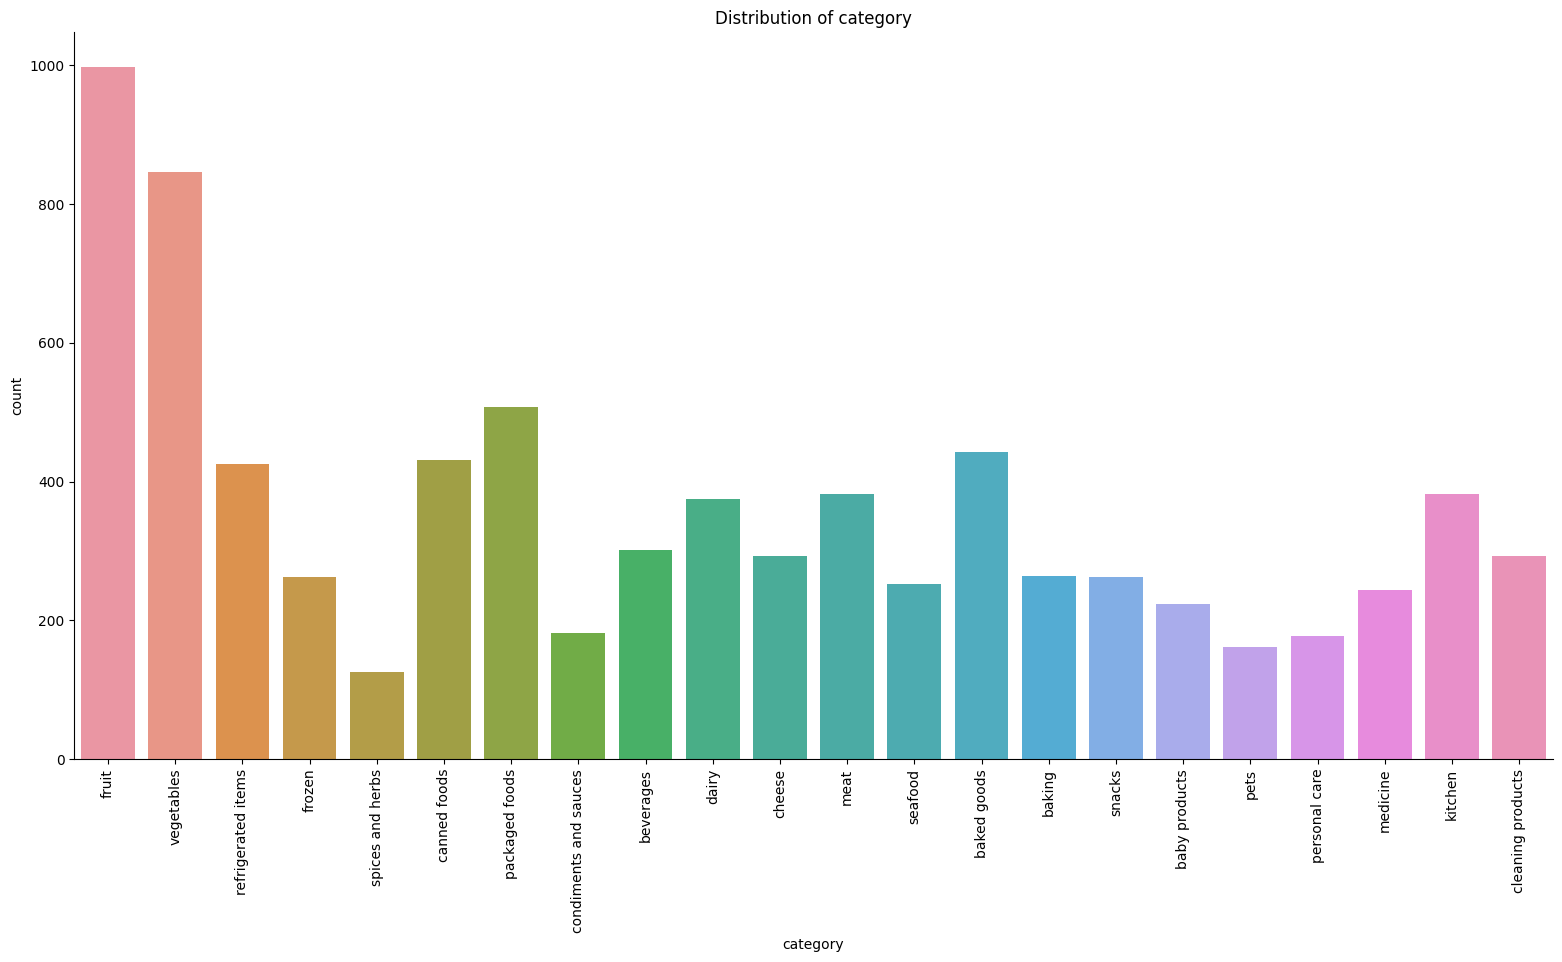 Distribution of category
count
1000
800
600
400
200
0
fruit
vegetables
refrigerated items
frozen
spices and herbs
canned foods
packaged foods
condiments and sauces
beverages
dairy
cheese
meat
seafood
baked goods
baking
snacks
baby products
pets
personal care
medicine
kitchen
cleaning products
category